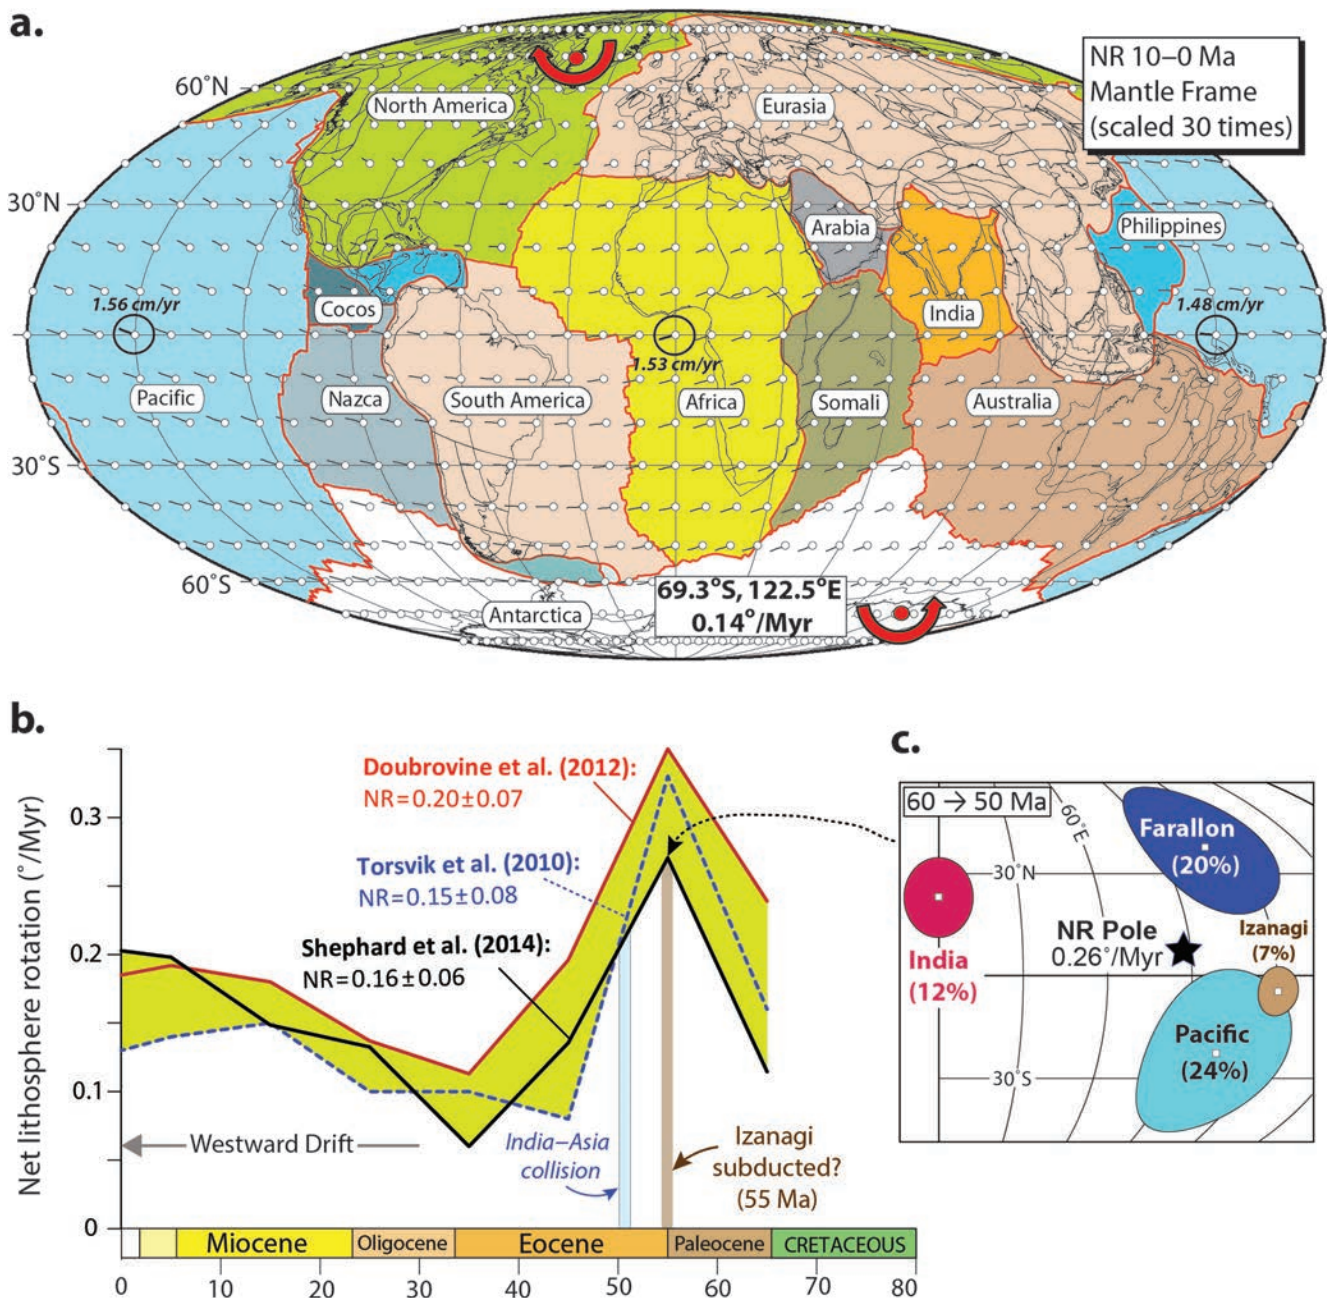 a.
NR 10–0 Ma
Mantle Frame
(scaled 30 times)
60˚N
North America
Eurasia
30˚N
Arabia
Philippines
1.56 cm/yr
Cocos
India
1.48 cm/yr
1.53 cm/yr
Pacific
Nazca
South America
Africa
Somali
Australia
30˚S
60˚S
Antarctica
69.3˚S, 122.5˚E
0.14˚/Myr
b.
Net lithosphere rotation (˚/Myr)
0.3
0.2
0.1
0
Doubrovine et al. (2012):
NR=0.20±0.07
Torsvik et al. (2010):
NR=0.15±0.08
Shephard et al. (2014):
NR=0.16±0.06
Westward Drift
India–Asia
collision
Izanagi
subducted?
(55 Ma)
Miocene
Oligocene
Eocene
Paleocene
CRETACEOUS
0 10 20 30 40 50 60 70 80
c.
60 → 50 Ma
60˚E
Farallon
(20%)
30˚N
NR Pole
0.26˚/Myr
Izanagi
(7%)
India
(12%)
Pacific
(24%)
30˚S